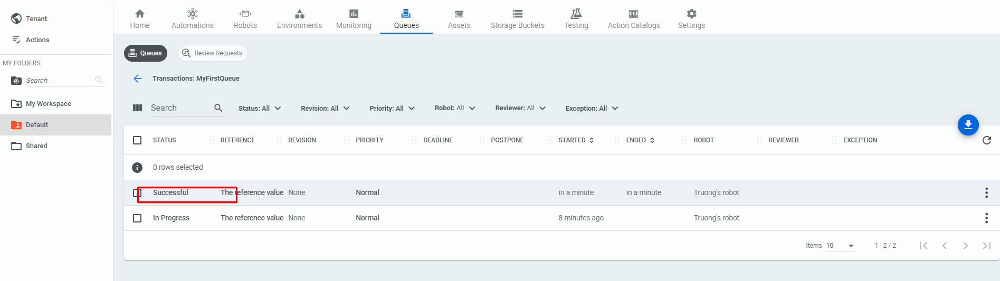 Tenant
Actions
MY FOLDERS
Search
My Workspace
Default
Shared
Home Automations Robots Environments Monitoring Queues Assets Storage Buckets Testing Action Catalogs Settings
Queues Review Requests
Transactions: MyFirstQueue
Search Status: All Revision: All Priority: All Robot: All Reviewer: All Exception: All
STATUS REFERENCE REVISION PRIORITY DEADLINE POSTPONE STARTED ENDED ROBOT REVIEWER EXCEPTION
0 rows selected
Successful The reference value None Normal in a minute in a minute Truong's robot
In Progress The reference value None Normal 8 minutes ago Truong's robot
Items 10 1 - 2 / 2